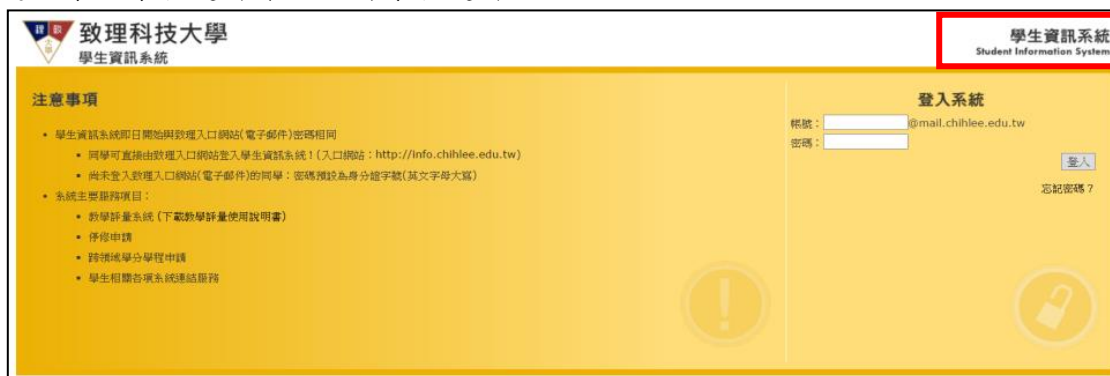 致理科技大學
學生資訊系統
學生資訊系統
Student Information System
注意事項
• 學生資訊系統即日開始與致理入口網站(電子郵件)密碼相同
• 同學可直接由致理入口網站登入學生資訊系統!(入口網站：http://info.chihlee.edu.tw)
• 尚未登入致理入口網站(電子郵件)的同學：密碼預設為身分證字號(英文字母大寫)
• 系統主要服務項目：
• 教學評量系統 (下載教學評量使用說明書)
• 停修申請
• 跨領域學分學程申請
• 學生相關各項系統連結服務
登入系統
帳號： @mail.chihlee.edu.tw
密碼：
登入
忘記密碼？